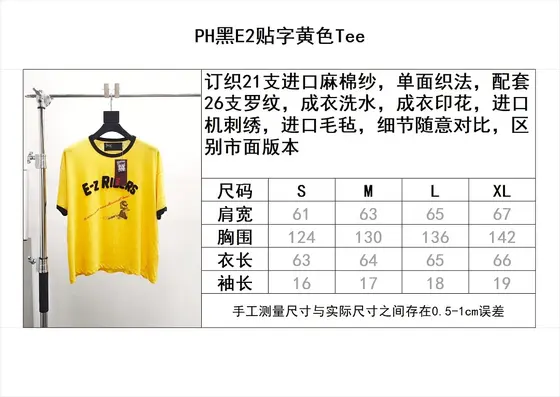 PH黑E2贴字黄色Tee
订织21支进口麻棉纱，单面织法，配套
26支罗纹，成衣洗水，成衣印花，进口
机刺绣，进口毛毡，细节随意对比，区
别市面版本
E-Z RIDERS
尺码 S M L XL
肩宽 61 63 65 67
胸围 124 130 136 142
衣长 63 64 65 66
袖长 16 17 18 19
手工测量尺寸与实际尺寸之间存在0.5-1cm误差